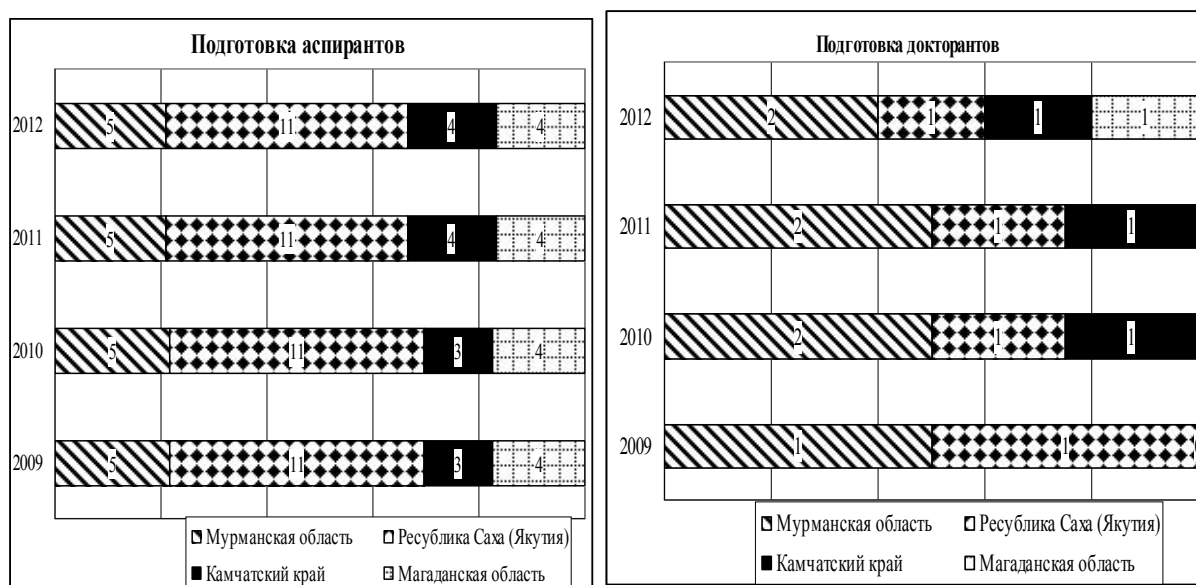 Подготовка аспирантов
2012
5 11 4 4
2011
5 11 4 4
2010
5 11 3 4
2009
5 11 3 4
Мурманская область Ресублика Саха (Якутия)
Камчатский край Магаданская область
Подготовка докторантов
2012
2 1 1 1
2011
2 1 1
2010
2 1 1
2009
1 1
Мурманская область Ресублика Саха (Якутия)
Камчатский край Магаданская область